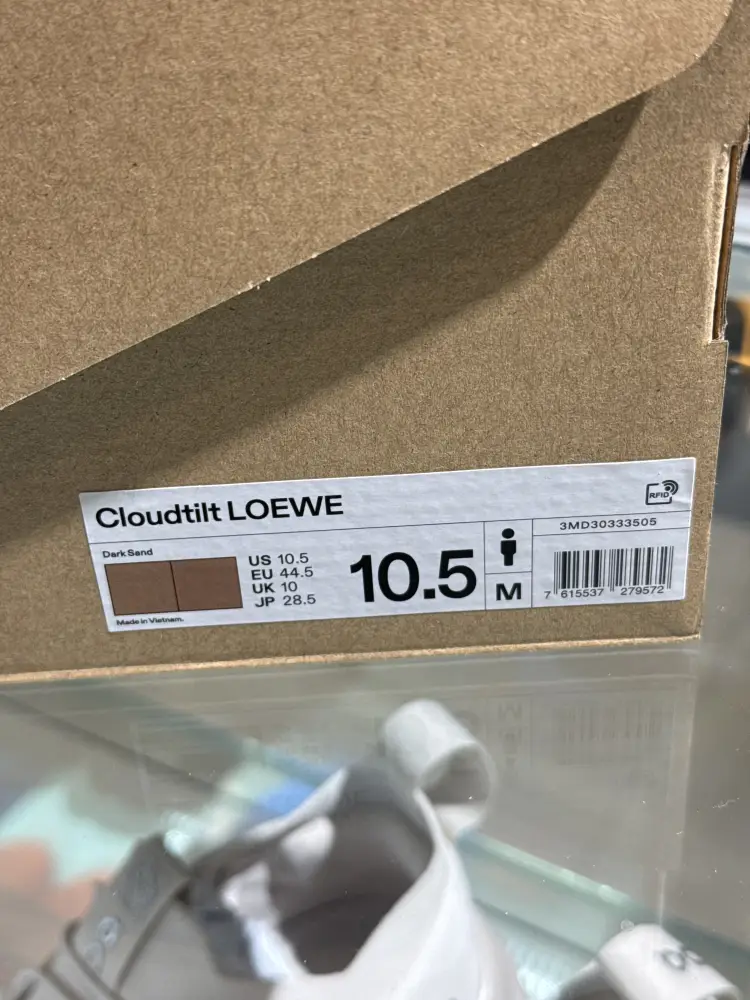 Cloudtilt LOEWE
RFID
Dark Sand
US 10.5
EU 44.5
UK 10
JP 28.5
Made in Vietnam.
10.5
M
3MD30333505
7 615537 279572